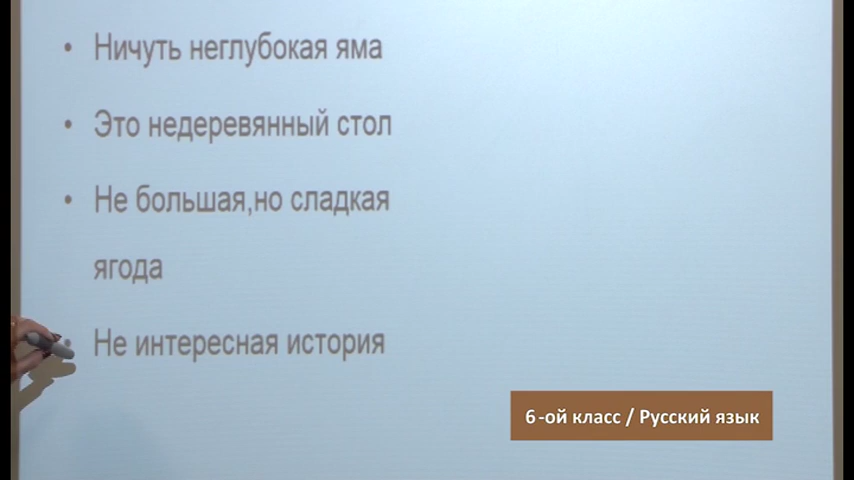 • Ничуть неглубокая яма
• Это недеревянный стол
• Не большая,но сладкая
ягода
• Не интересная история
6-ой класс / Русский язык